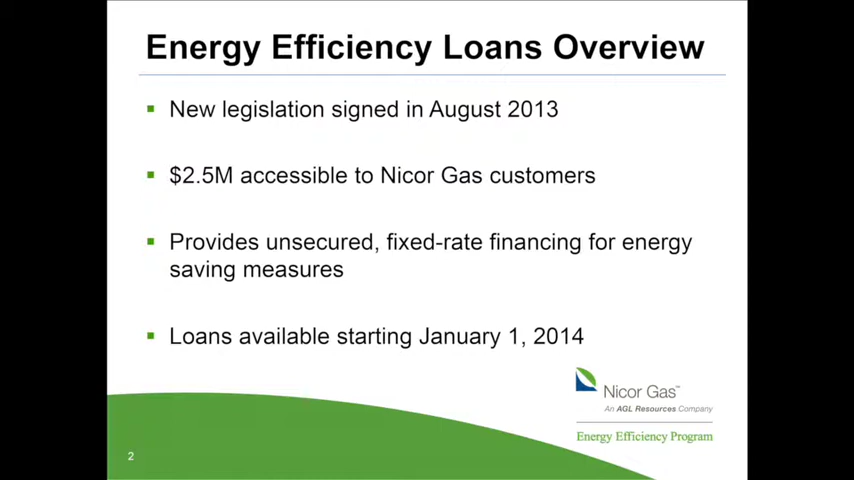 Energy Efficiency Loans Overview
New legislation signed in August 2013
$2.5M accessible to Nicor Gas customers
Provides unsecured, fixed-rate financing for energy
saving measures
Loans available starting January 1, 2014
Nicor Gas™
An AGL Resources Company
Energy Efficiency Program
2